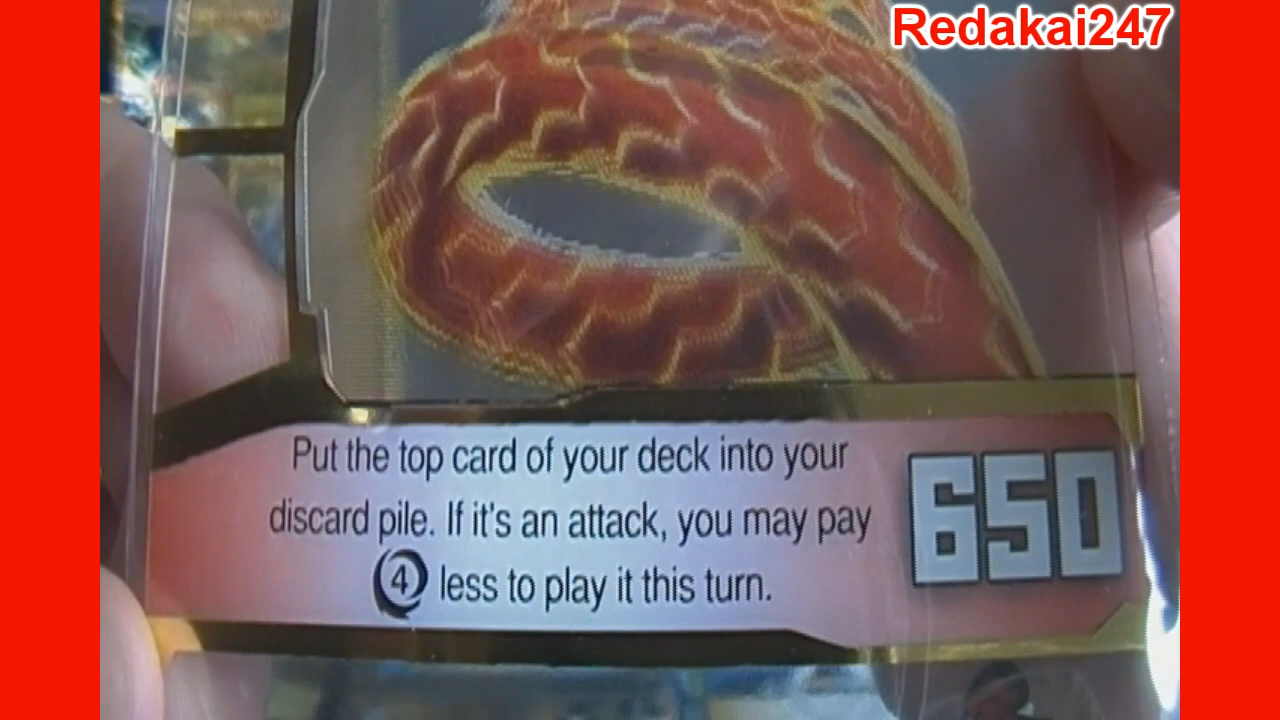 Redakai247
Put the top card of your deck into your
discard pile. If it's an attack, you may pay
4 less to play it this turn.
650